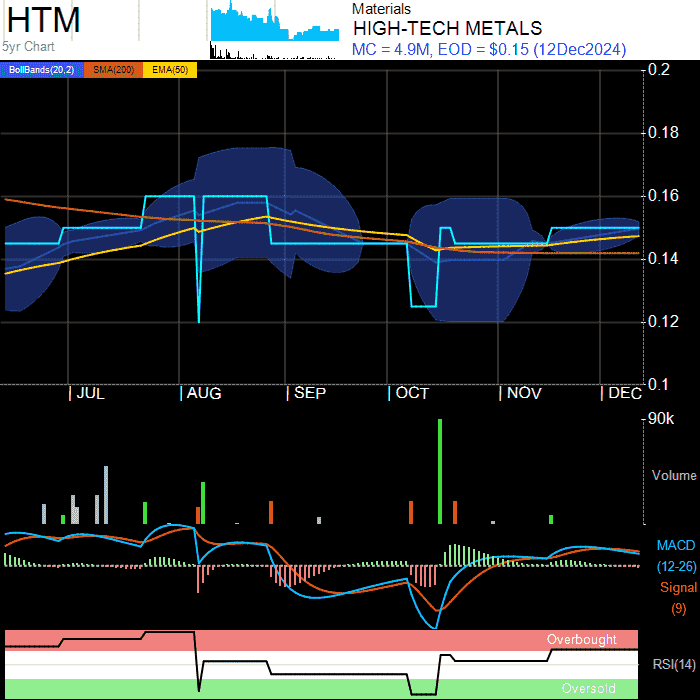 HTM
5yr Chart
Materials
HIGH-TECH METALS
MC = 4.9M, EOD = $0.15 (12Dec2024)
BollBands(20,2) SMA(200) EMA(50)
0.2
0.18
0.16
0.14
0.12
0.1
JUL AUG SEP OCT NOV DEC
90k
Volume
MACD
(12-26)
Signal
(9)
Overbought
RSI(14)
Oversold